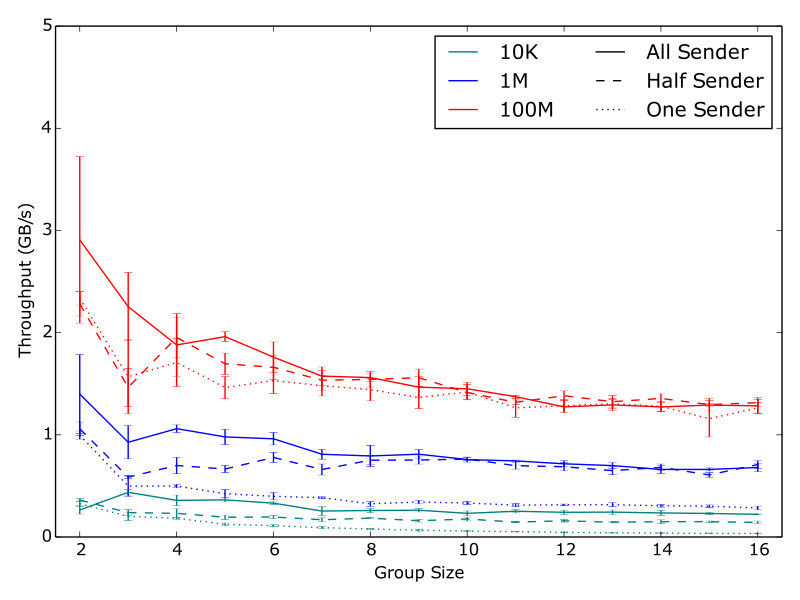 5
4
3
2
1
0
Throughput (GB/s)
10K All Sender
1M Half Sender
100M One Sender
2 4 6 8 10 12 14 16
Group Size